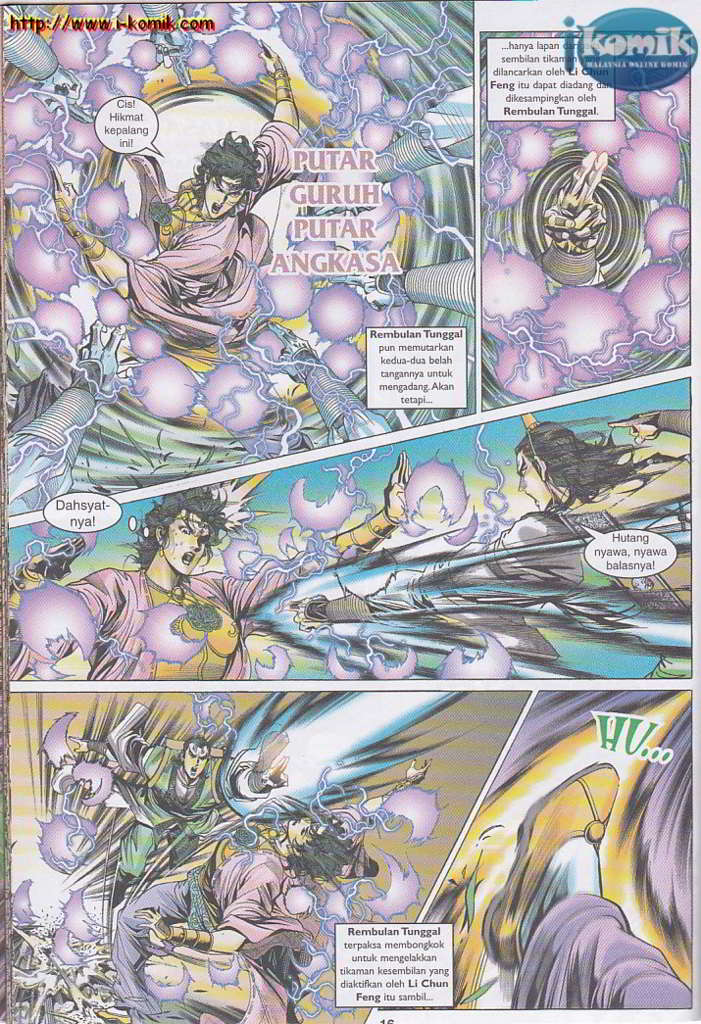 http://www.i-komik.com
ikomik
MALAYSIA ONLINE KOMIK
Cis!
Hikmat
kepalang
ini!
PUTAR
GURUH
PUTAR
ANGKASA
Rembulan Tunggal
pun memutarkan
kedua-dua belah
tangannya untuk
mengadang. Akan
tetapi...
...hanya lapan
sembilan tikaman
dilancarkan oleh Li Chun
Feng itu dapat diadang dan
dikesampingkan oleh
Rembulan Tunggal.
Dahsyat-
nya!
Hutang
nyawa, nyawa
balasnya!
Rembulan Tunggal
terpaksa membongkok
untuk mengelakkan
tikaman kesembilan yang
diaktifkan oleh Li Chun
Feng itu sambil...
HU...
16